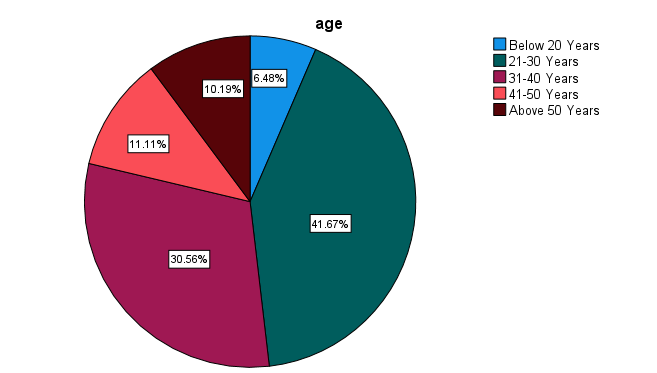 age
Below 20 Years
21-30 Years
31-40 Years
41-50 Years
Above 50 Years
6.48%
10.19%
11.11%
41.67%
30.56%